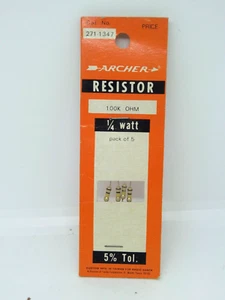 Cat. No. PRICE
271 1347
ARCHER
RESISTOR
100K OHM
¼ watt
pack of 5
5% Tol.